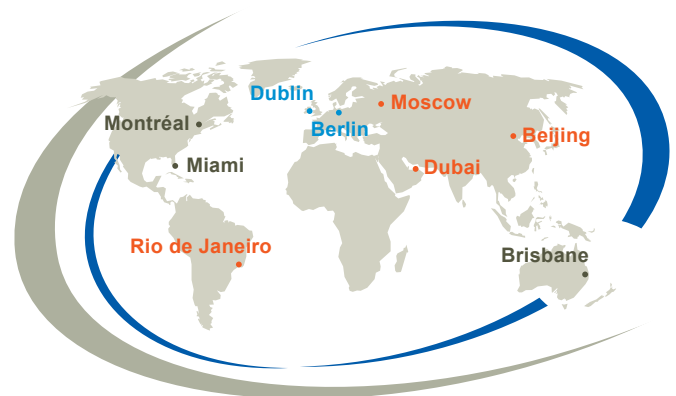 Dublin
Moscow
Montréal
Berlin
Beijing
Miami
Dubai
Rio de Janeiro
Brisbane